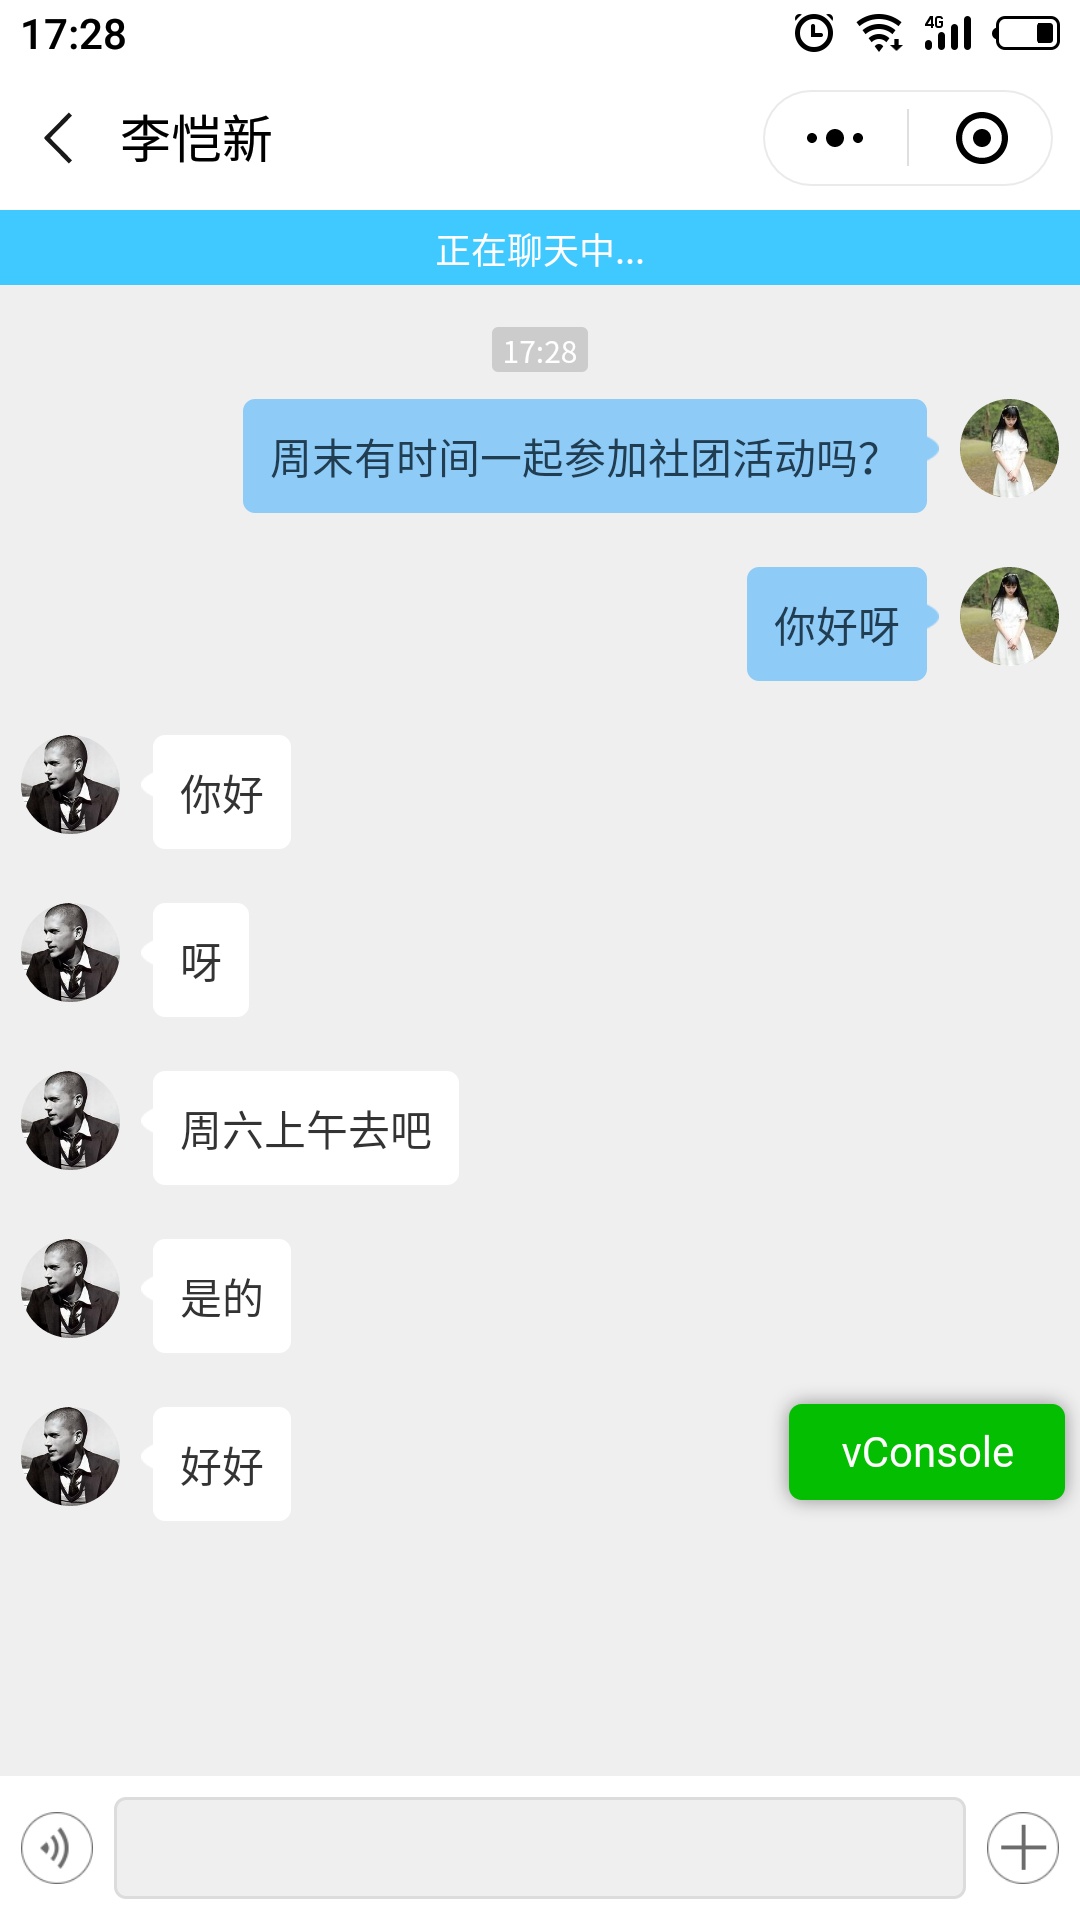 17:28
4G
李恺新
正在聊天中...
17:28
周末有时间一起参加社团活动吗？
你好呀
你好
呀
周六上午去吧
是的
好好
vConsole